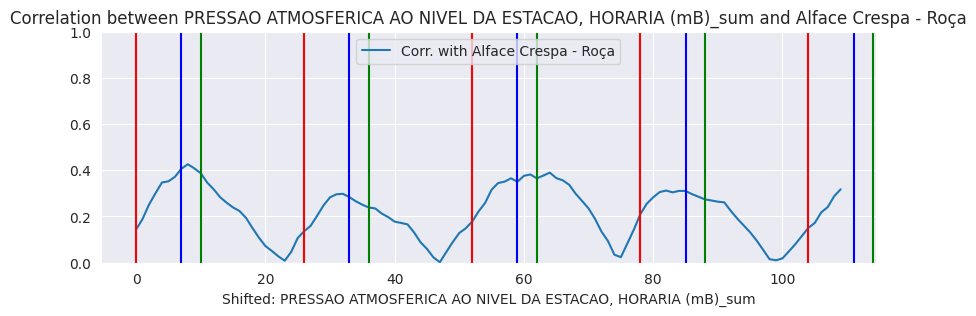 Correlation between PRESSAO ATMOSFERICA AO NIVEL DA ESTACAO, HORARIA (mB)_sum and Alface Crespa - Roça
Corr. with Alface Crespa - Roça
1.0
0.8
0.6
0.4
0.2
0.0
0 20 40 60 80 100
Shifted: PRESSAO ATMOSFERICA AO NIVEL DA ESTACAO, HORARIA (mB)_sum